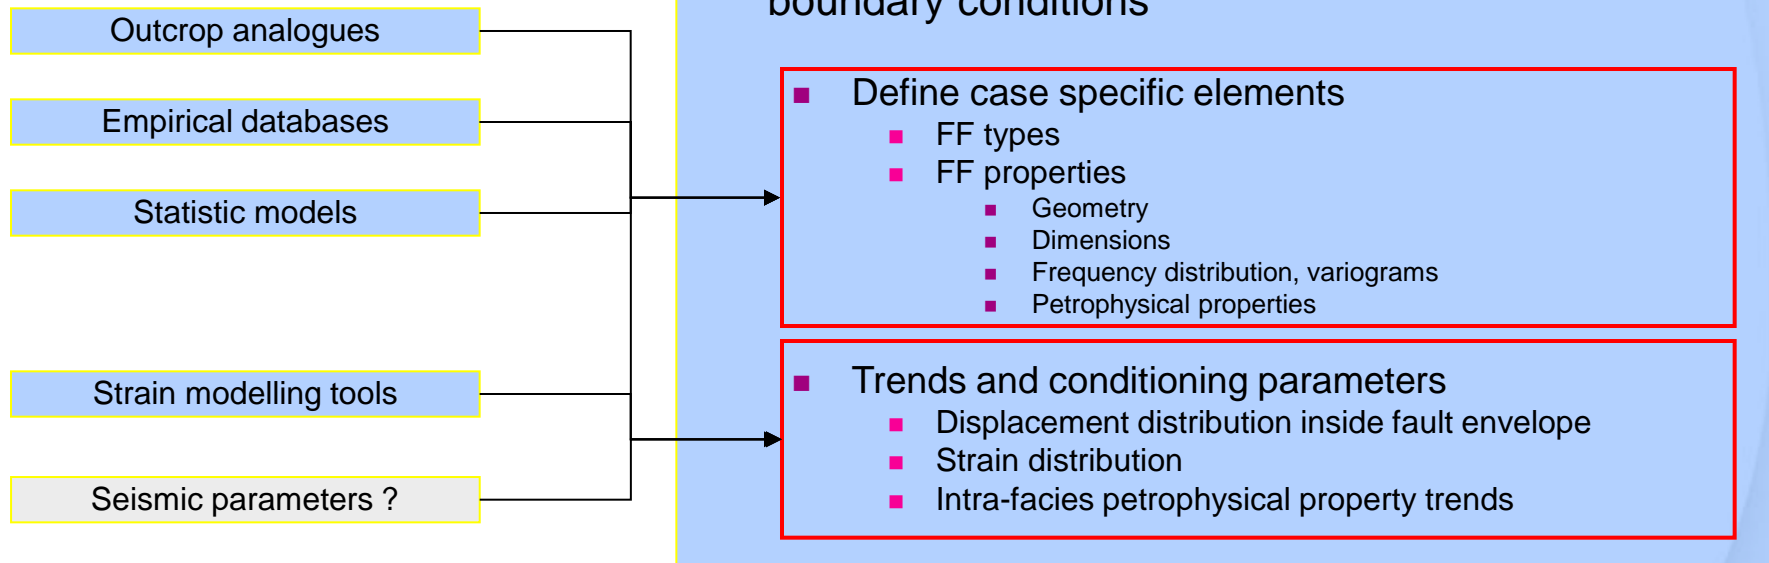 boundary conditions
Outcrop analogues
Empirical databases
Statistic models
Strain modelling tools
Seismic parameters ?
Define case specific elements
FF types
FF properties
Geometry
Dimensions
Frequency distribution, variograms
Petrophysical properties
Trends and conditioning parameters
Displacement distribution inside fault envelope
Strain distribution
Intra-facies petrophysical property trends